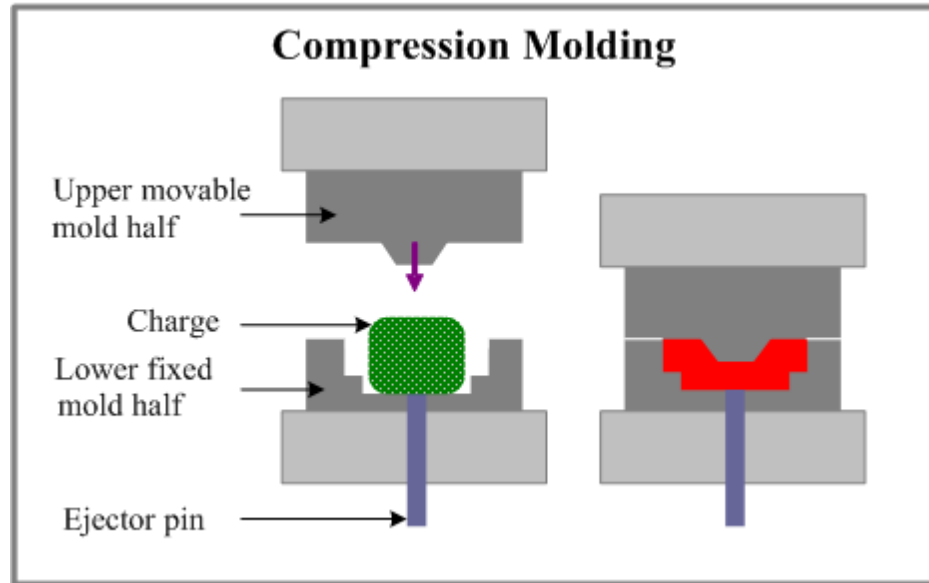 Compression Molding
Upper movable
mold half
Charge
Lower fixed
mold half
Ejector pin